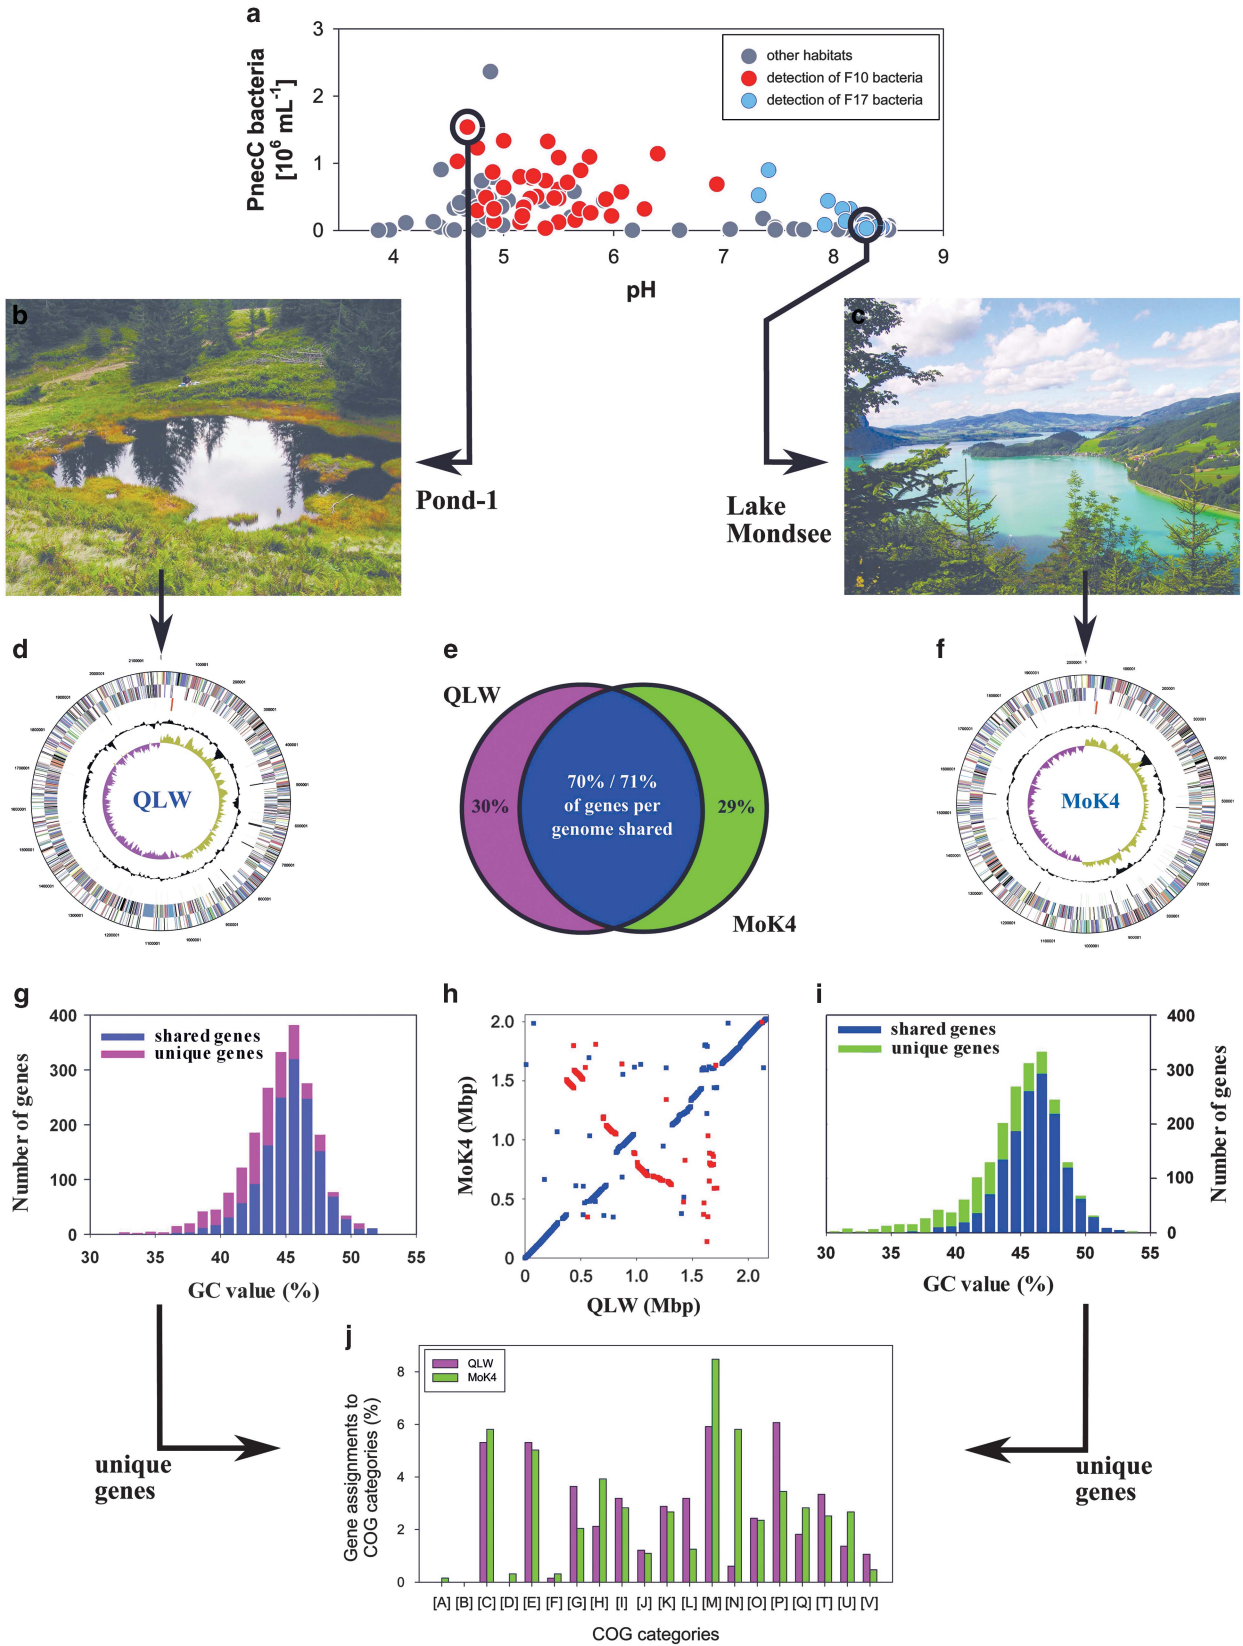 a
3
2
1
0
PnecC bacteria
[10⁶ mL⁻¹]
other habitats
detection of F10 bacteria
detection of F17 bacteria
4 5 6 7 8 9
pH
b
c
Pond-1
Lake
Mondsee
d
e
f
QLW
QLW
MoK4
70% / 71%
of genes per
genome shared
30%
29%
MoK4
g
h
i
400
300
200
100
0
Number of genes
shared genes
unique genes
30 35 40 45 50 55
GC value (%)
2.0
1.5
1.0
0.5
0
MoK4 (Mbp)
0 0.5 1.0 1.5 2.0
QLW (Mbp)
shared genes
unique genes
400
300
200
100
0
Number of genes
30 35 40 45 50 55
GC value (%)
unique
genes
unique
genes
j
QLW
MoK4
8
6
4
2
0
Gene assignments to
COG categories (%)
[A] [B] [C] [D] [E] [F] [G] [H] [I] [J] [K] [L] [M] [N] [O] [P] [Q] [T] [U] [V]
COG categories